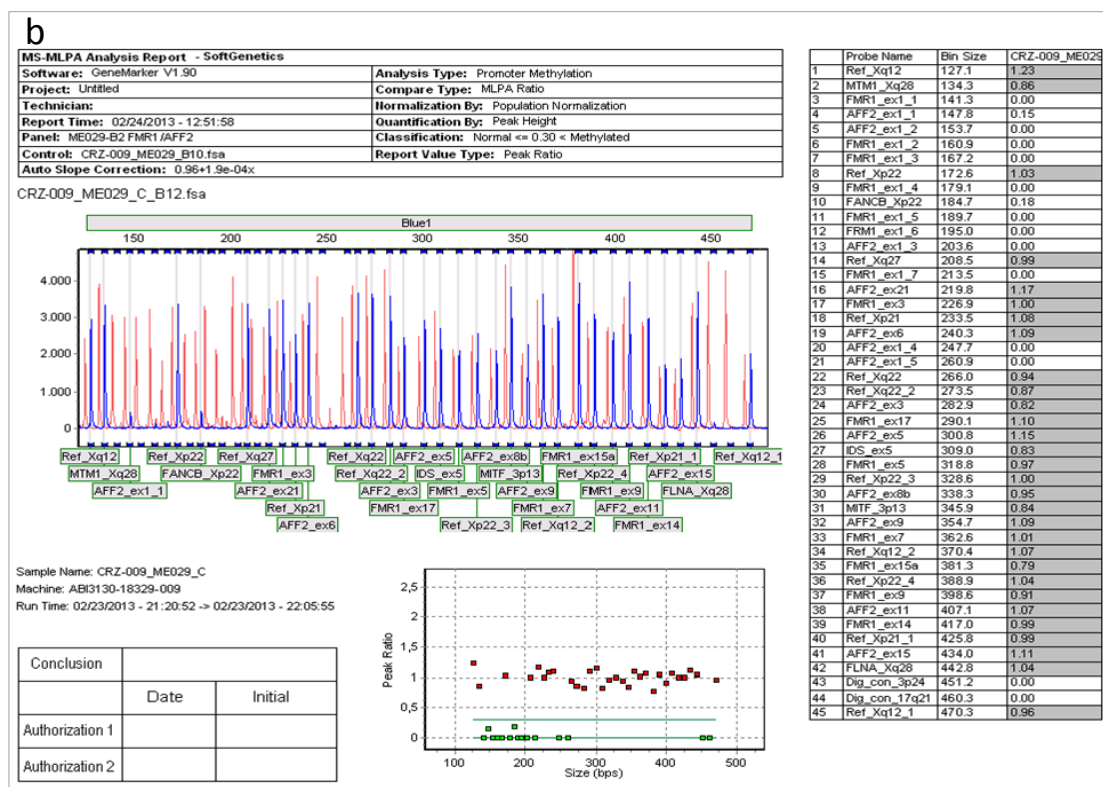 b
MS-MLPA Analysis Report - SoftGenetics
Software: GeneMarker V1.90 Analysis Type: Promoter Methylation
Project: Untitled Compare Type: MLPA Ratio
Technician: Normalization By: Population Normalization
Report Time: 02/24/2013 - 12:51:58 Quantification By: Peak Height
Panel: ME029-B2 FMR1/AFF2 Classification: Normal <= 0.30 < Methylated
Control: CRZ-009_ME029_B10.fsa Report Value Type: Peak Ratio
Auto Slope Correction: 0.96+1.9e-04x
CRZ-009_ME029_C_B12.fsa
Blue1
150 200 250 300 350 400 450
4.000
3.000
2.000
1.000
0
Ref_Xq12 Ref_Xp22 Ref_Xq27 Ref_Xq22 AFF2_ex5 AFF2_ex8b FMR1_ex15a Ref_Xp21_1 Ref_Xq12_1
MTM1_Xq28 FANCB_Xp22 FMR1_ex3 Ref_Xq22_2 IDS_ex5 MITF_3p13 Ref_Xp22_4 AFF2_ex15
AFF2_ex1_1 AFF2_ex21 AFF2_ex3 FMR1_ex5 AFF2_ex9 FMR1_ex9 FLNA_Xq28
Ref_Xp21 FMR1_ex17 FMR1_ex7 AFF2_ex11
AFF2_ex6 Ref_Xp22_3 Ref_Xq12_2 FMR1_ex14
Sample Name: CRZ-009_ME029_C
Machine: ABI3130-18329-009
Run Time: 02/23/2013 - 21:20:52 -> 02/23/2013 - 22:05:55
Conclusion
Date Initial
Authorization 1
Authorization 2
Peak Ratio
2,5
2
1,5
1
0,5
0
100 200 300 400 500
Size (bps)
Probe Name Bin Size CRZ-009_ME029
1 Ref_Xq12 127.1 1.23
2 MTM1_Xq28 134.3 0.86
3 FMR1_ex1_1 141.3 0.00
4 AFF2_ex1_1 147.8 0.15
5 AFF2_ex1_2 153.7 0.00
6 FMR1_ex1_2 160.9 0.00
7 FMR1_ex1_3 167.2 0.00
8 Ref_Xp22 172.6 1.03
9 FMR1_ex1_4 179.1 0.00
10 FANCB_Xp22 184.7 0.18
11 FMR1_ex1_5 189.7 0.00
12 FRM1_ex1_6 195.0 0.00
13 AFF2_ex1_3 203.6 0.00
14 Ref_Xq27 208.5 0.99
15 FMR1_ex1_7 213.5 0.00
16 AFF2_ex21 219.8 1.17
17 FMR1_ex3 226.9 1.00
18 Ref_Xp21 233.5 1.08
19 AFF2_ex6 240.3 1.09
20 AFF2_ex1_4 247.7 0.00
21 AFF2_ex1_5 260.9 0.00
22 Ref_Xq22 266.0 0.94
23 Ref_Xq22_2 273.5 0.87
24 AFF2_ex3 282.9 0.82
25 FMR1_ex17 290.1 1.10
26 AFF2_ex5 300.8 1.15
27 IDS_ex5 309.0 0.83
28 FMR1_ex5 318.8 0.97
29 Ref_Xp22_3 328.6 1.00
30 AFF2_ex8b 338.3 0.95
31 MITF_3p13 345.9 0.84
32 AFF2_ex9 354.7 1.09
33 FMR1_ex7 362.6 1.01
34 Ref_Xq12_2 370.4 1.07
35 FMR1_ex15a 381.3 0.79
36 Ref_Xp22_4 388.9 1.04
37 FMR1_ex9 398.6 0.91
38 AFF2_ex11 407.1 1.07
39 FMR1_ex14 417.0 0.99
40 Ref_Xp21_1 425.8 0.99
41 AFF2_ex15 434.0 1.11
42 FLNA_Xq28 442.8 1.04
43 Dig_con_3p24 451.2 0.00
44 Dig_con_17q21 460.3 0.00
45 Ref_Xq12_1 470.3 0.96